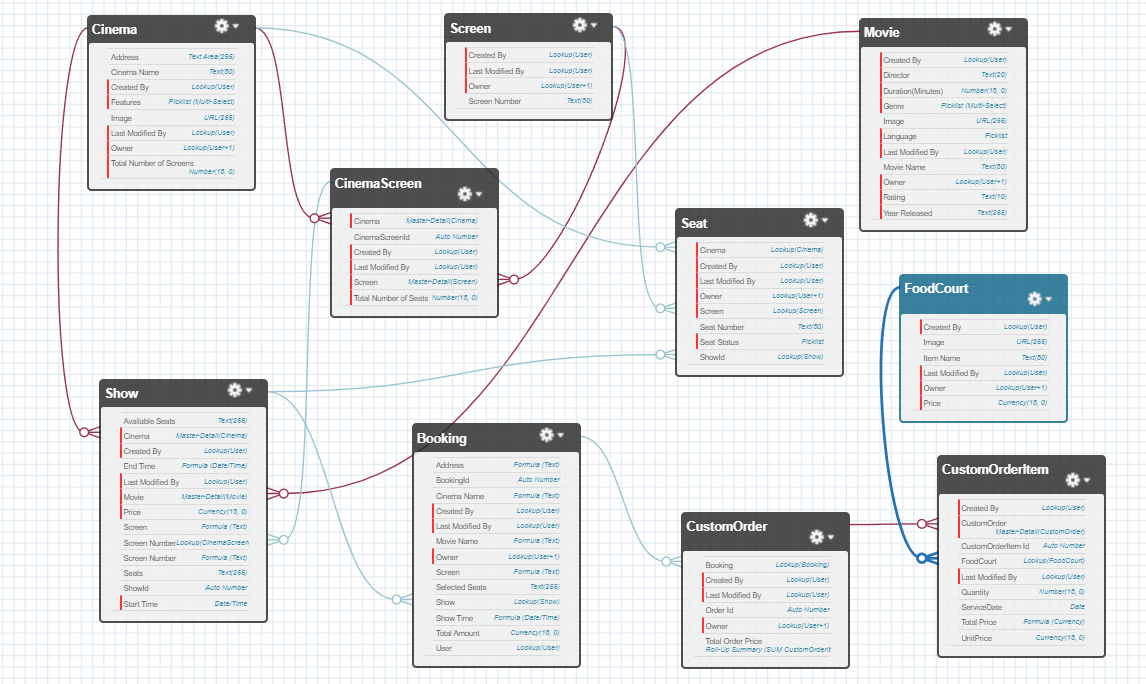 Cinema
Address Text Area(255)
Cinema Name Text(80)
Created By Lookup(User)
Features Picklist (Multi-Select)
Image URL(255)
Last Modified By Lookup(User)
Owner Lookup(User+1)
Total Number of Screens
Number(18, 0)
Screen
Created By Lookup(User)
Last Modified By Lookup(User)
Owner Lookup(User+1)
Screen Number Text(80)
Movie
Created By Lookup(User)
Director Text(20)
Duration(Minutes) Number(18, 0)
Genre Picklist (Multi-Select)
Image URL(255)
Language Picklist
Last Modified By Lookup(User)
Movie Name Text(80)
Owner Lookup(User+1)
Rating Text(10)
Year Released Text(255)
CinemaScreen
Cinema Master-Detail(Cinema)
CinemaScreenId Auto Number
Created By Lookup(User)
Last Modified By Lookup(User)
Screen Master-Detail(Screen)
Total Number of Seats Number(18, 0)
Seat
Cinema Lookup(Cinema)
Created By Lookup(User)
Last Modified By Lookup(User)
Owner Lookup(User+1)
Screen Lookup(Screen)
Seat Number Text(80)
Seat Status Picklist
ShowId Lookup(Show)
FoodCourt
Created By Lookup(User)
Image URL(255)
Item Name Text(80)
Last Modified By Lookup(User)
Owner Lookup(User+1)
Price Currency(18, 0)
Show
Available Seats Text(255)
Cinema Master-Detail(Cinema)
Created By Lookup(User)
End Time Formula (Date/Time)
Last Modified By Lookup(User)
Movie Master-Detail(Movie)
Price Currency(18, 0)
Screen Formula (Text)
Screen Number Lookup(CinemaScreen
Screen Number Formula (Text)
Seats Text(255)
ShowId Auto Number
Start Time Date/Time
Booking
Address Formula (Text)
BookingId Auto Number
Cinema Name Formula (Text)
Created By Lookup(User)
Last Modified By Lookup(User)
Movie Name Formula (Text)
Owner Lookup(User+1)
Screen Formula (Text)
Selected Seats Text(255)
Show Lookup(Show)
Show Time Formula (Date/Time)
Total Amount Currency(18, 0)
User Lookup(User)
CustomOrder
Booking Lookup(Booking)
Created By Lookup(User)
Last Modified By Lookup(User)
Order Id Auto Number
Owner Lookup(User+1)
Total Order Price
Roll-Up Summary (SUM CustomOrderIt
CustomOrderItem
Created By Lookup(User)
CustomOrder
Master-Detail(CustomOrder)
CustomOrderItem Id Auto Number
FoodCourt Lookup(FoodCourt)
Last Modified By Lookup(User)
Quantity Number(18, 0)
ServiceDate Date
Total Price Formula (Currency)
UnitPrice Currency(18, 0)